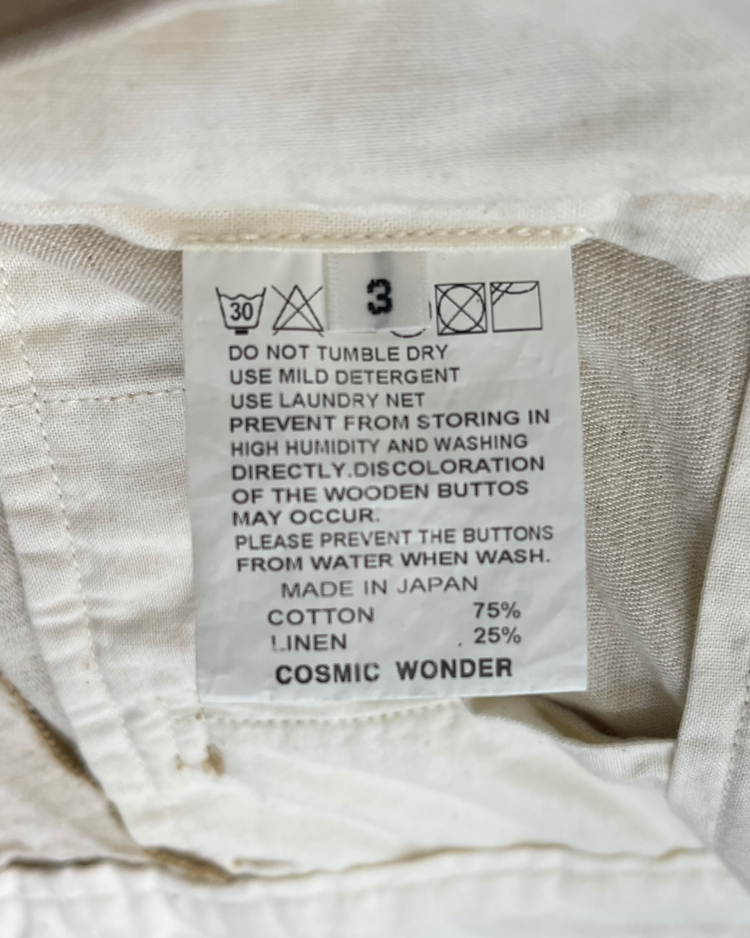 30
3
DO NOT TUMBLE DRY
USE MILD DETERGENT
USE LAUNDRY NET
PREVENT FROM STORING IN
HIGH HUMIDITY AND WASHING
DIRECTLY.DISCOLORATION
OF THE WOODEN BUTTOS
MAY OCCUR.
PLEASE PREVENT THE BUTTONS
FROM WATER WHEN WASH.
MADE IN JAPAN
COTTON 75%
LINEN 25%
COSMIC WONDER